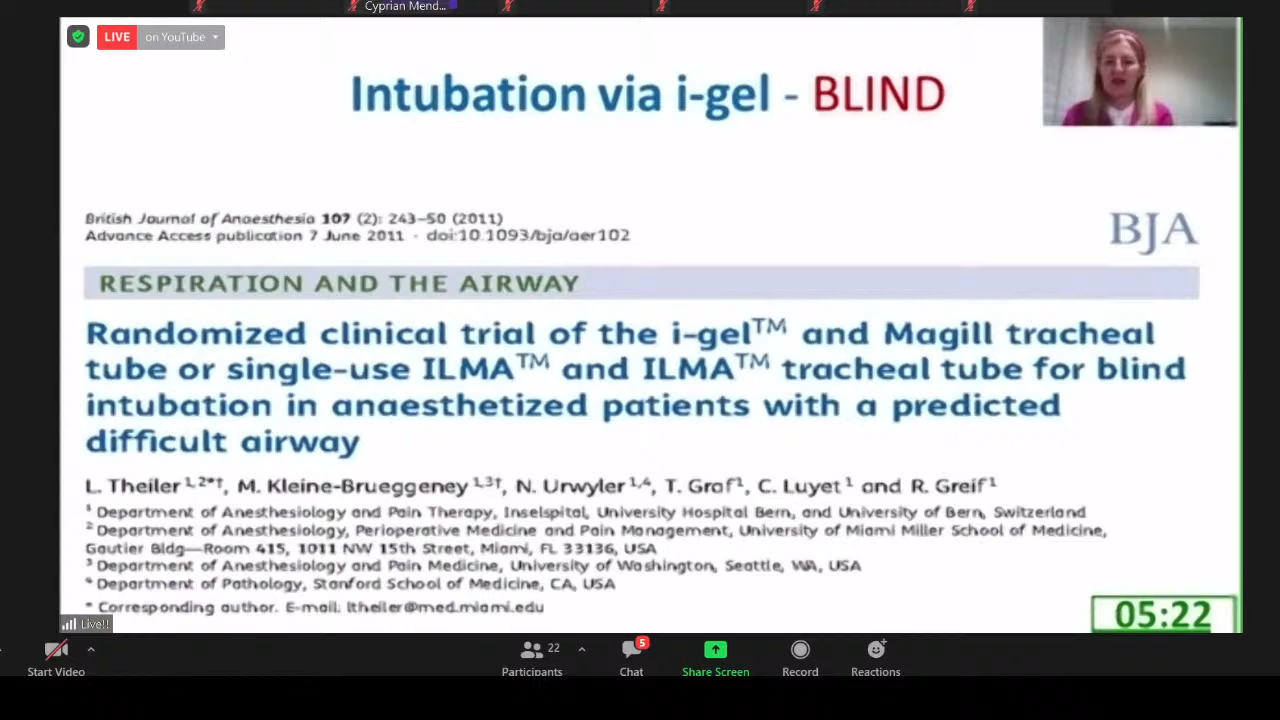 Cyprian Mend...
LIVE on YouTube
Intubation via i-gel - BLIND
British Journal of Anaesthesia 107 (2): 243–50 (2011)
Advance Access publication 7 June 2011 · doi:10.1093/bja/aer102
BJA
RESPIRATION AND THE AIRWAY
Randomized clinical trial of the i-gel™ and Magill tracheal
tube or single-use ILMA™ and ILMA™ tracheal tube for blind
intubation in anaesthetized patients with a predicted
difficult airway
L. Theiler 1,2*†, M. Kleine-Brueggeney 1,3†, N. Urwyler 1,4, T. Graf 1, C. Luyet 1 and R. Greif 1
1 Department of Anesthesiology and Pain Therapy, Inselspital, University Hospital Bern, and University of Bern, Switzerland
2 Department of Anesthesiology, Perioperative Medicine and Pain Management, University of Miami Miller School of Medicine,
Gautier Bldg—Room 415, 1011 NW 15th Street, Miami, FL 33136, USA
3 Department of Anesthesiology and Pain Medicine, University of Washington, Seattle, WA, USA
4 Department of Pathology, Stanford School of Medicine, CA, USA
* Corresponding author. E-mail: ltheiler@med.miami.edu
05:22
Live!!
Start Video
Participants 22
Chat 5
Share Screen
Record
Reactions